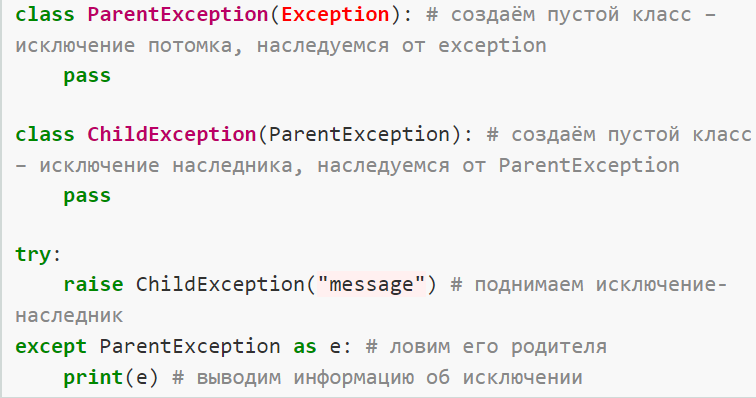 class ParentException(Exception): # создаём пустой класс –
исключение потомка, наследуемся от exception
    pass

class ChildException(ParentException): # создаём пустой класс
– исключение наследника, наследуемся от ParentException
    pass

try:
    raise ChildException("message") # поднимаем исключение-
наследник
except ParentException as e: # ловим его родителя
    print(e) # выводим информацию об исключении